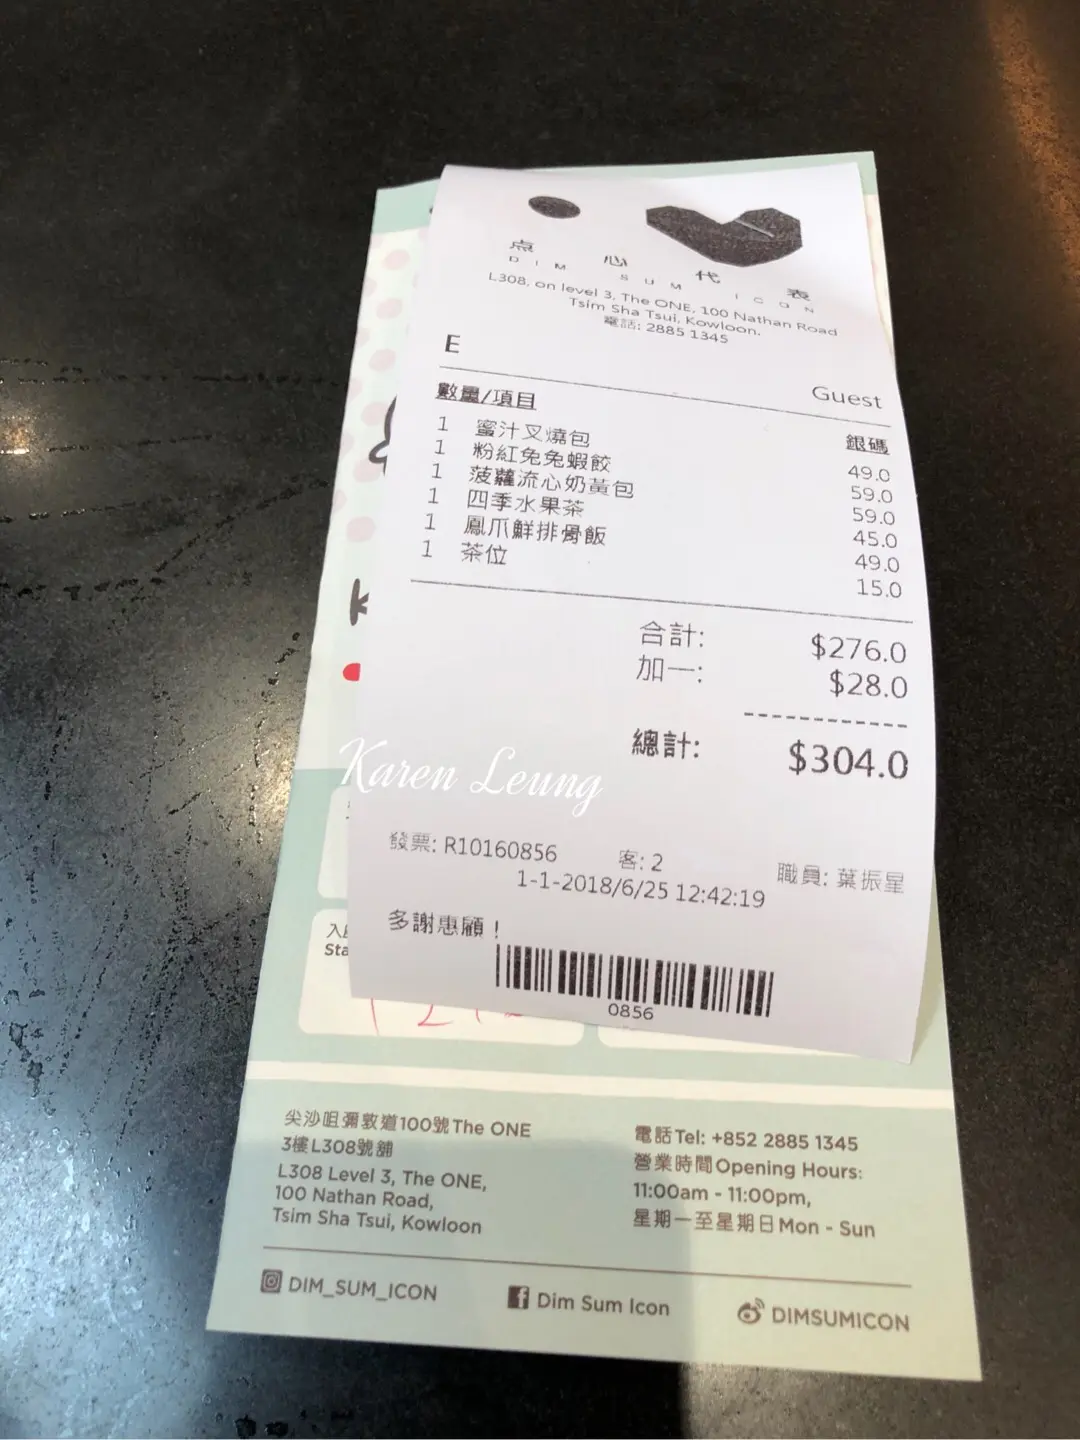 点心代表
DIM SUM ICON
L308, on level 3, The ONE, 100 Nathan Road
Tsim Sha Tsui, Kowloon.
電話: 2885 1345
E Guest
數量/項目 銀碼
1 蜜汁叉燒包 49.0
1 粉紅兔兔蝦餃 59.0
1 菠蘿流心奶黃包 59.0
1 四季水果茶 45.0
1 鳳爪鮮排骨飯 49.0
1 茶位 15.0
合計: $276.0
加一: $28.0
總計: $304.0
Karen Leung
發票: R10160856 客: 2 職員: 葉振星
1-1-2018/6/25 12:42:19
多謝惠顧!
0856
入
Sta
尖沙咀彌敦道100號The ONE
3樓L308號舖
L308 Level 3, The ONE,
100 Nathan Road,
Tsim Sha Tsui, Kowloon
電話Tel: +852 2885 1345
營業時間Opening Hours:
11:00am - 11:00pm,
星期一至星期日Mon - Sun
DIM_SUM_ICON
Dim Sum Icon
DIMSUMICON